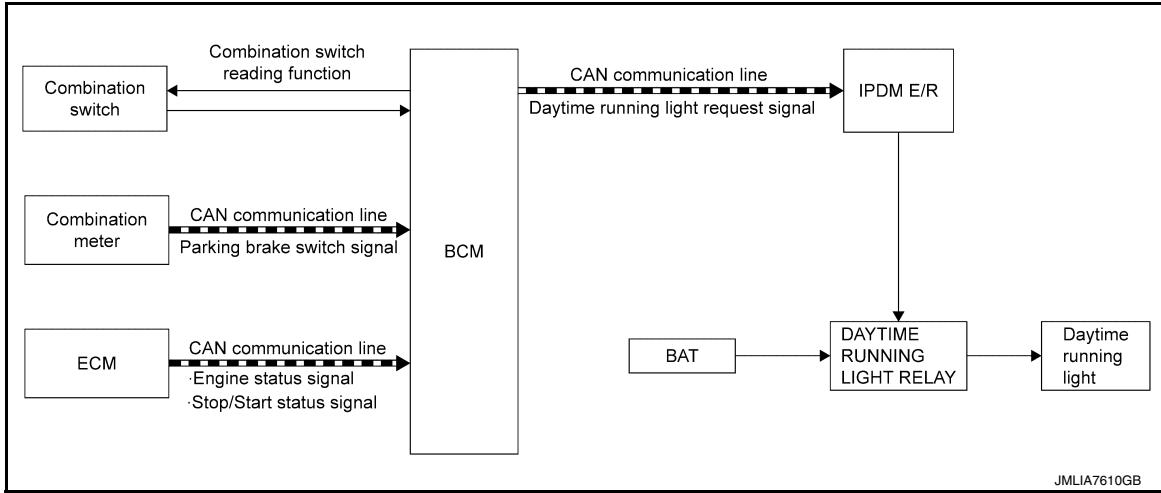 Combination switch
reading function
Combination
switch
CAN communication line
Daytime running light request signal
IPDM E/R
Combination
meter
CAN communication line
Parking brake switch signal
BCM
ECM
CAN communication line
·Engine status signal
·Stop/Start status signal
BAT
DAYTIME
RUNNING
LIGHT RELAY
Daytime
running
light
JMLIA7610GB